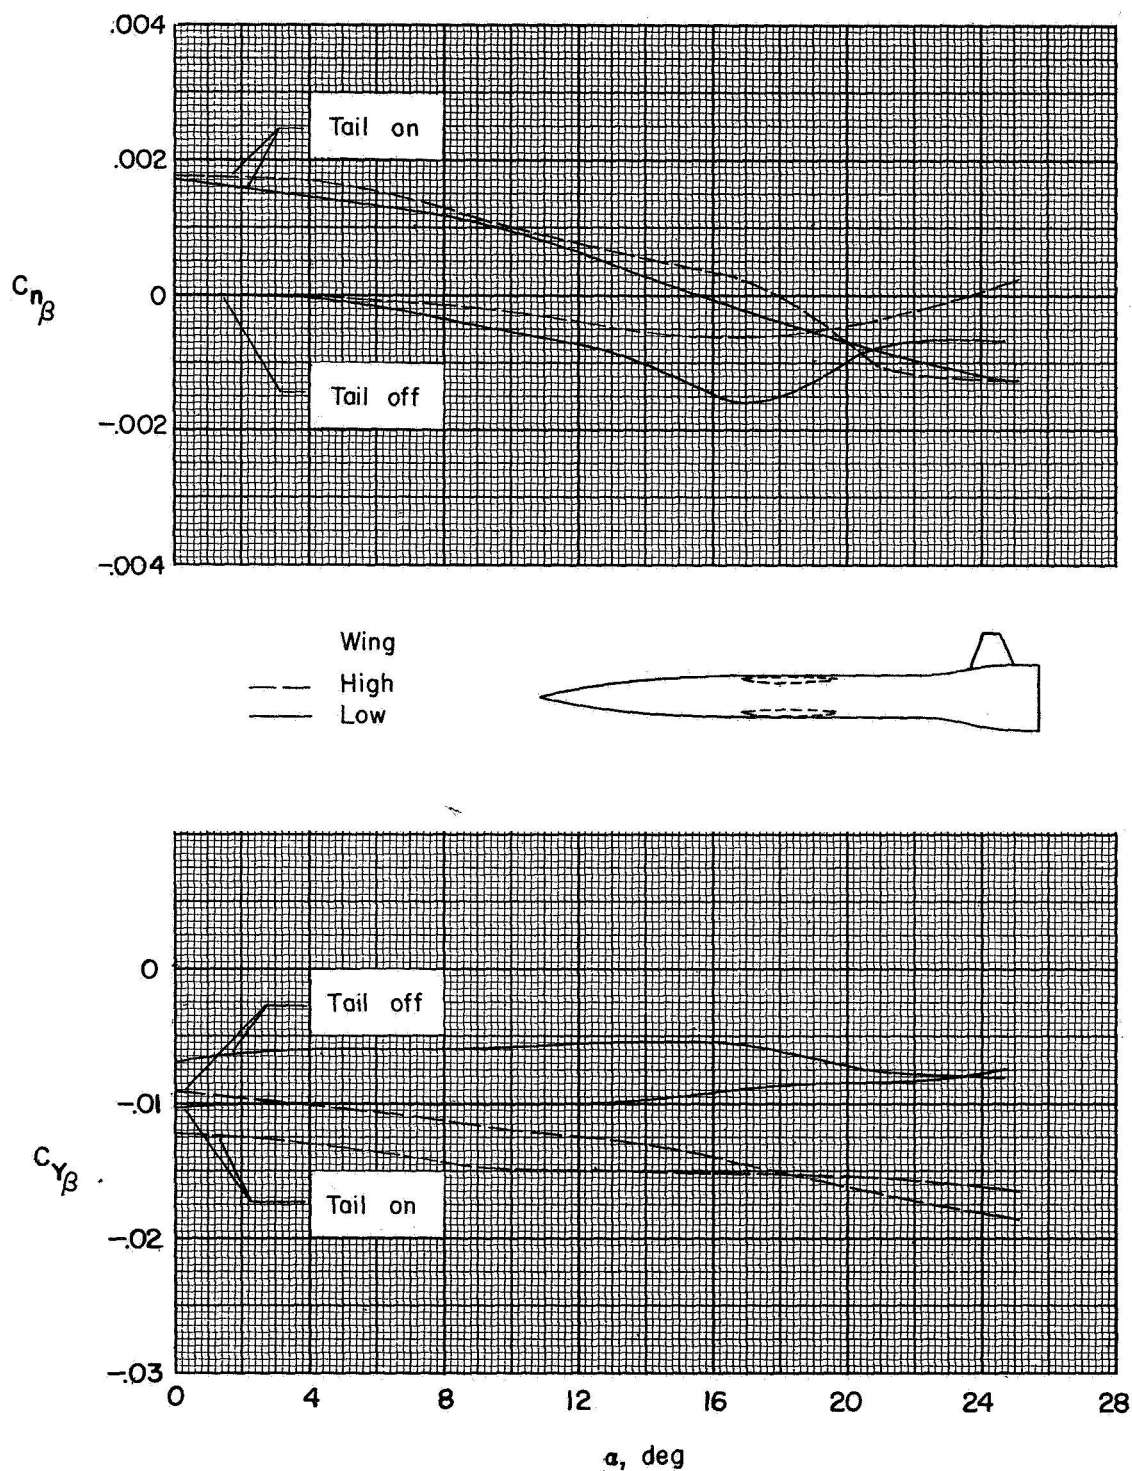 .004
Tail on
.002
Cnβ
0
Tail off
-.002
-.004
Wing
High
Low
0
Tail off
-.01
CYβ
Tail on
-.02
-.03
0 4 8 12 16 20 24 28
α, deg